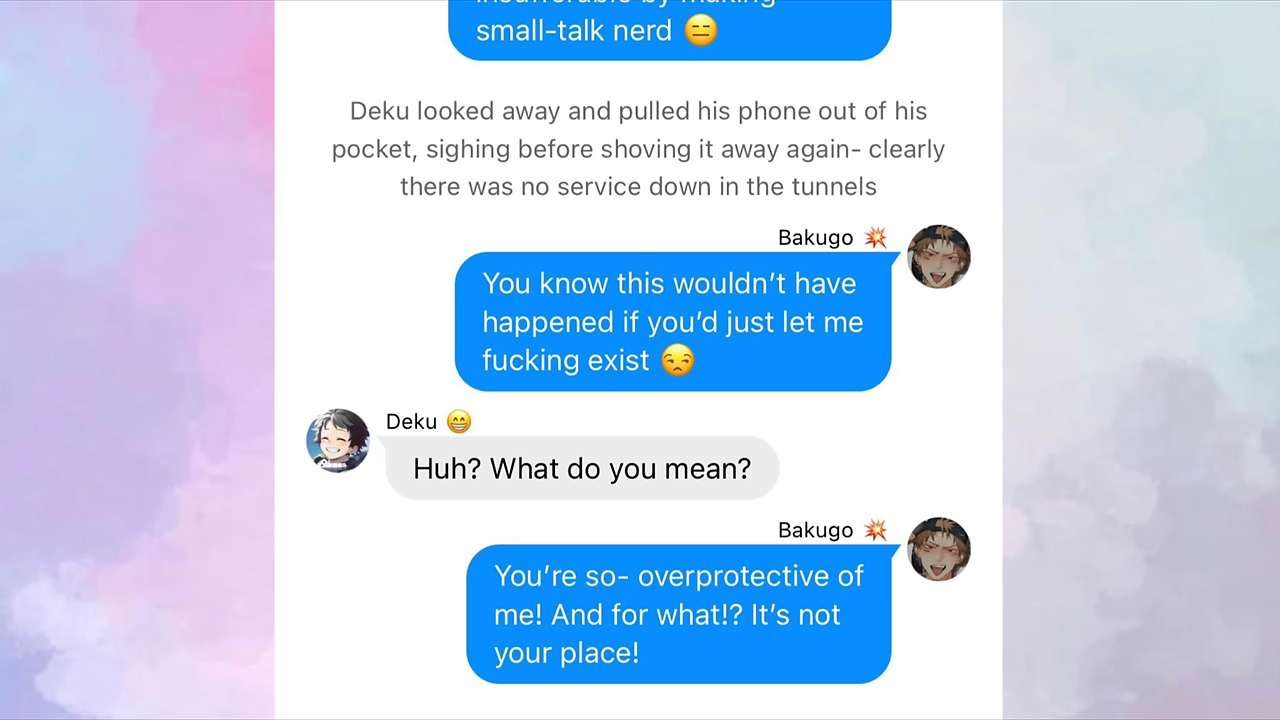 small-talk nerd 😑
Deku looked away and pulled his phone out of his
pocket, sighing before shoving it away again- clearly
there was no service down in the tunnels
Bakugo 💥
You know this wouldn't have
happened if you'd just let me
fucking exist 😒
Deku 😁
Huh? What do you mean?
Bakugo 💥
You're so- overprotective of
me! And for what!? It's not
your place!